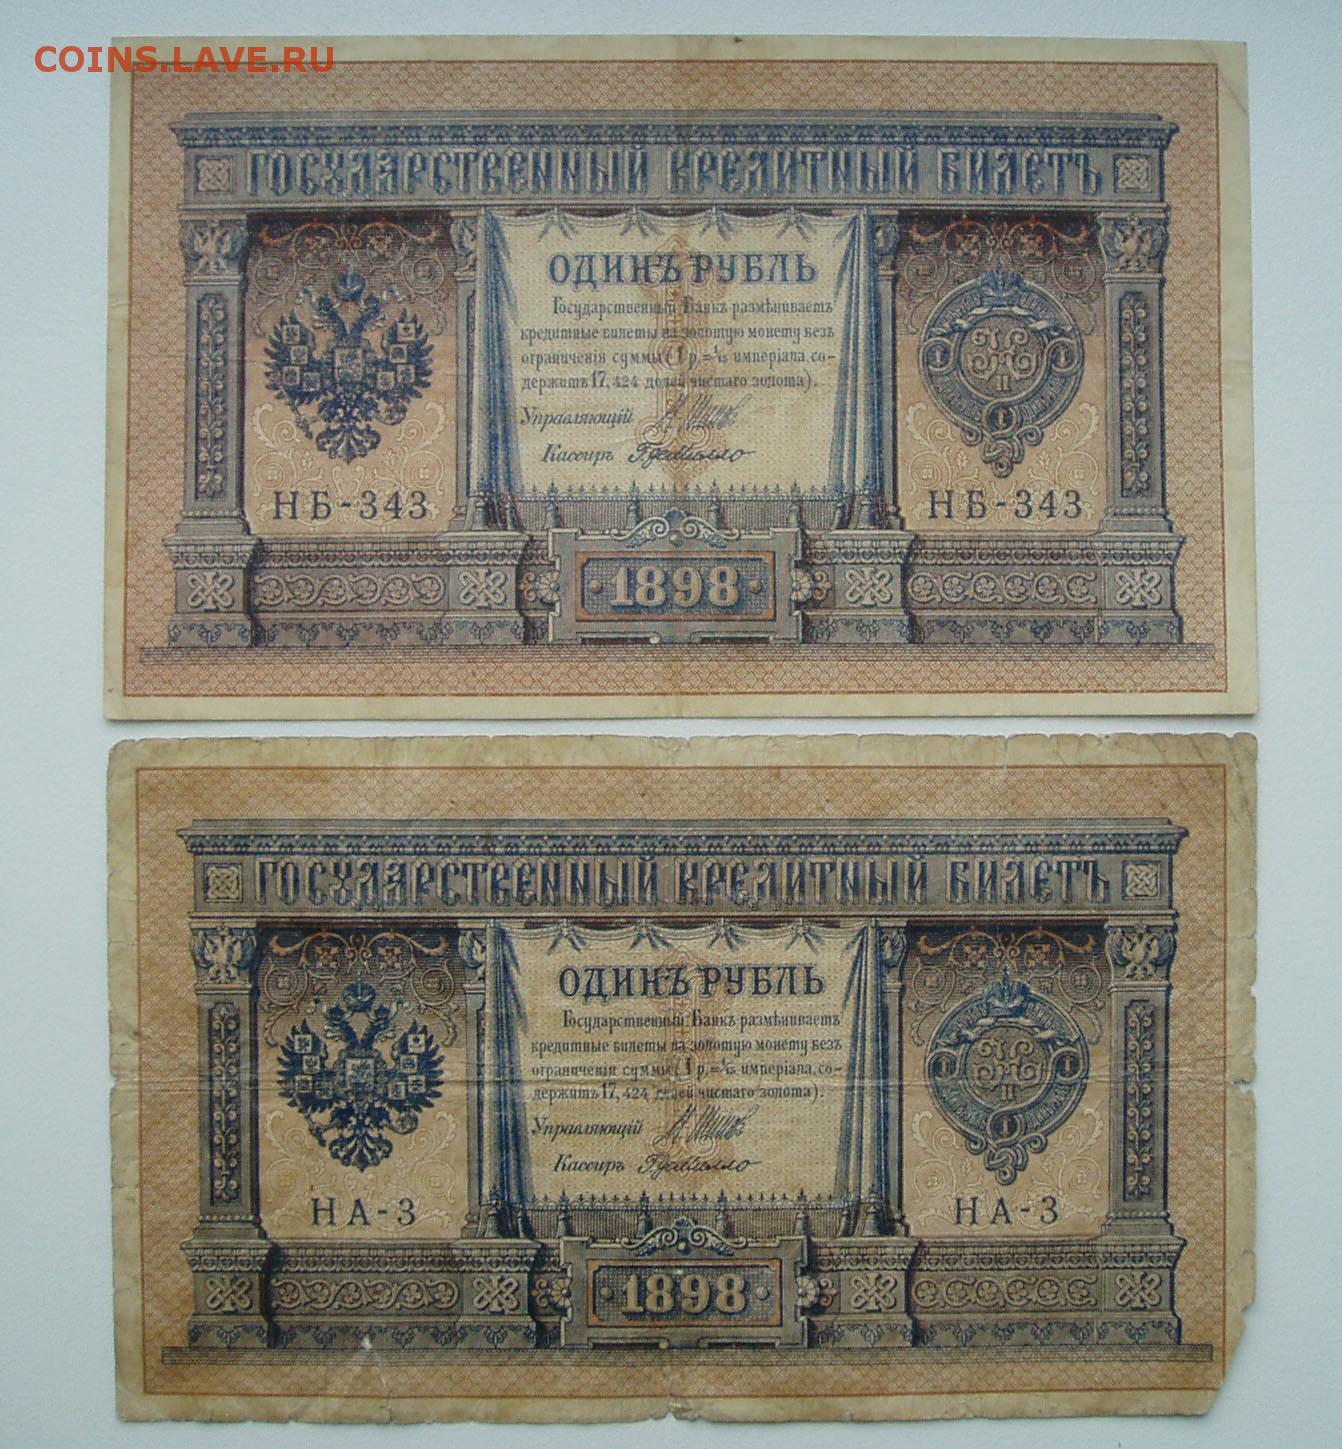 COINS.LAVE.RU
ГОСУДАРСТВЕННЫЙ КРЕДИТНЫЙ БИЛЕТЪ
ОДИНЪ РУБЛЬ
Государственный Банкъ размѣниваетъ
кредитные билеты на золотую монету безъ
ограниченія суммы (1 р.=1/15 имперіала, со-
держитъ 17,424 долей чистаго золота).
Управляющій
Кассиръ
НБ-343
НБ-343
1898
ГОСУДАРСТВЕННЫЙ КРЕДИТНЫЙ БИЛЕТЪ
ОДИНЪ РУБЛЬ
Государственный Банкъ размѣниваетъ
кредитные билеты на золотую монету безъ
ограниченія суммы (1 р.=1/15 имперіала, со-
держитъ 17,424 долей чистаго золота).
Управляющій
Кассиръ
НА-3
НА-3
1898